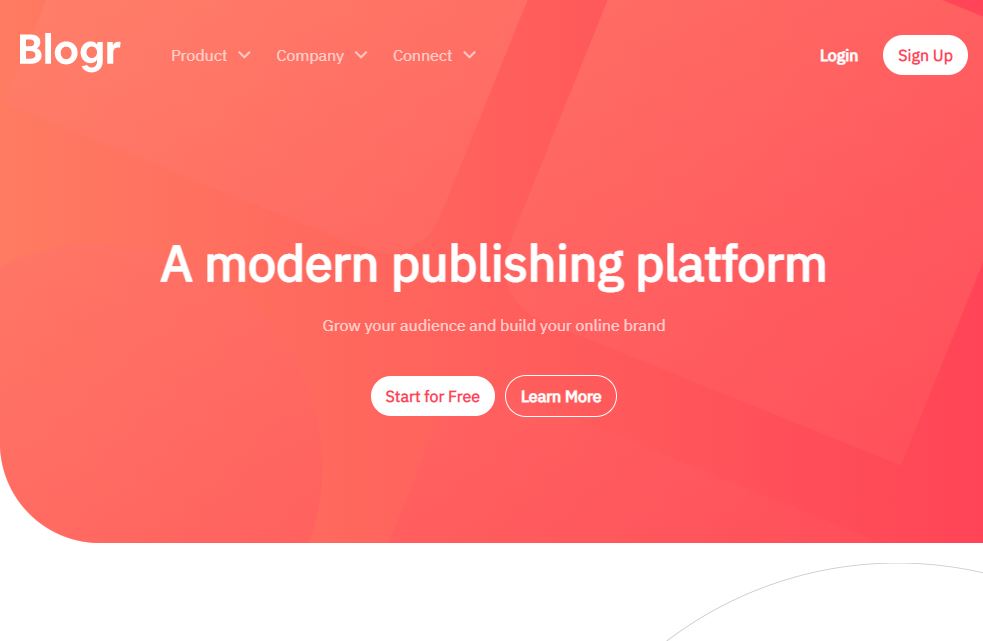 Blogr Product Company Connect Login Sign Up
A modern publishing platform
Grow your audience and build your online brand
Start for Free Learn More